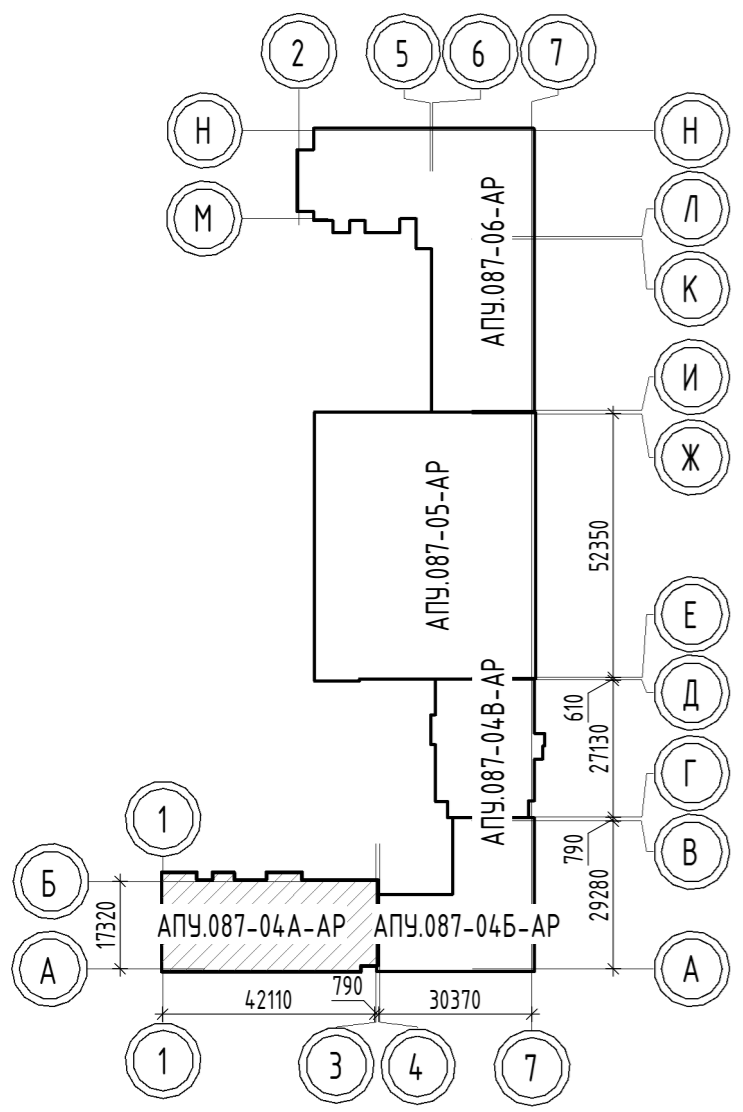 2
5
6
7
Н
Н
М
Л
К
АПУ.087-06-АР
И
Ж
АПУ.087-05-АР
52350
Е
Д
610
27130
АПУ.087-04В-АР
Г
В
790
29280
1
Б
А
17320
АПУ.087-04А-АР
АПУ.087-04Б-АР
А
42110
790
30370
1
3
4
7